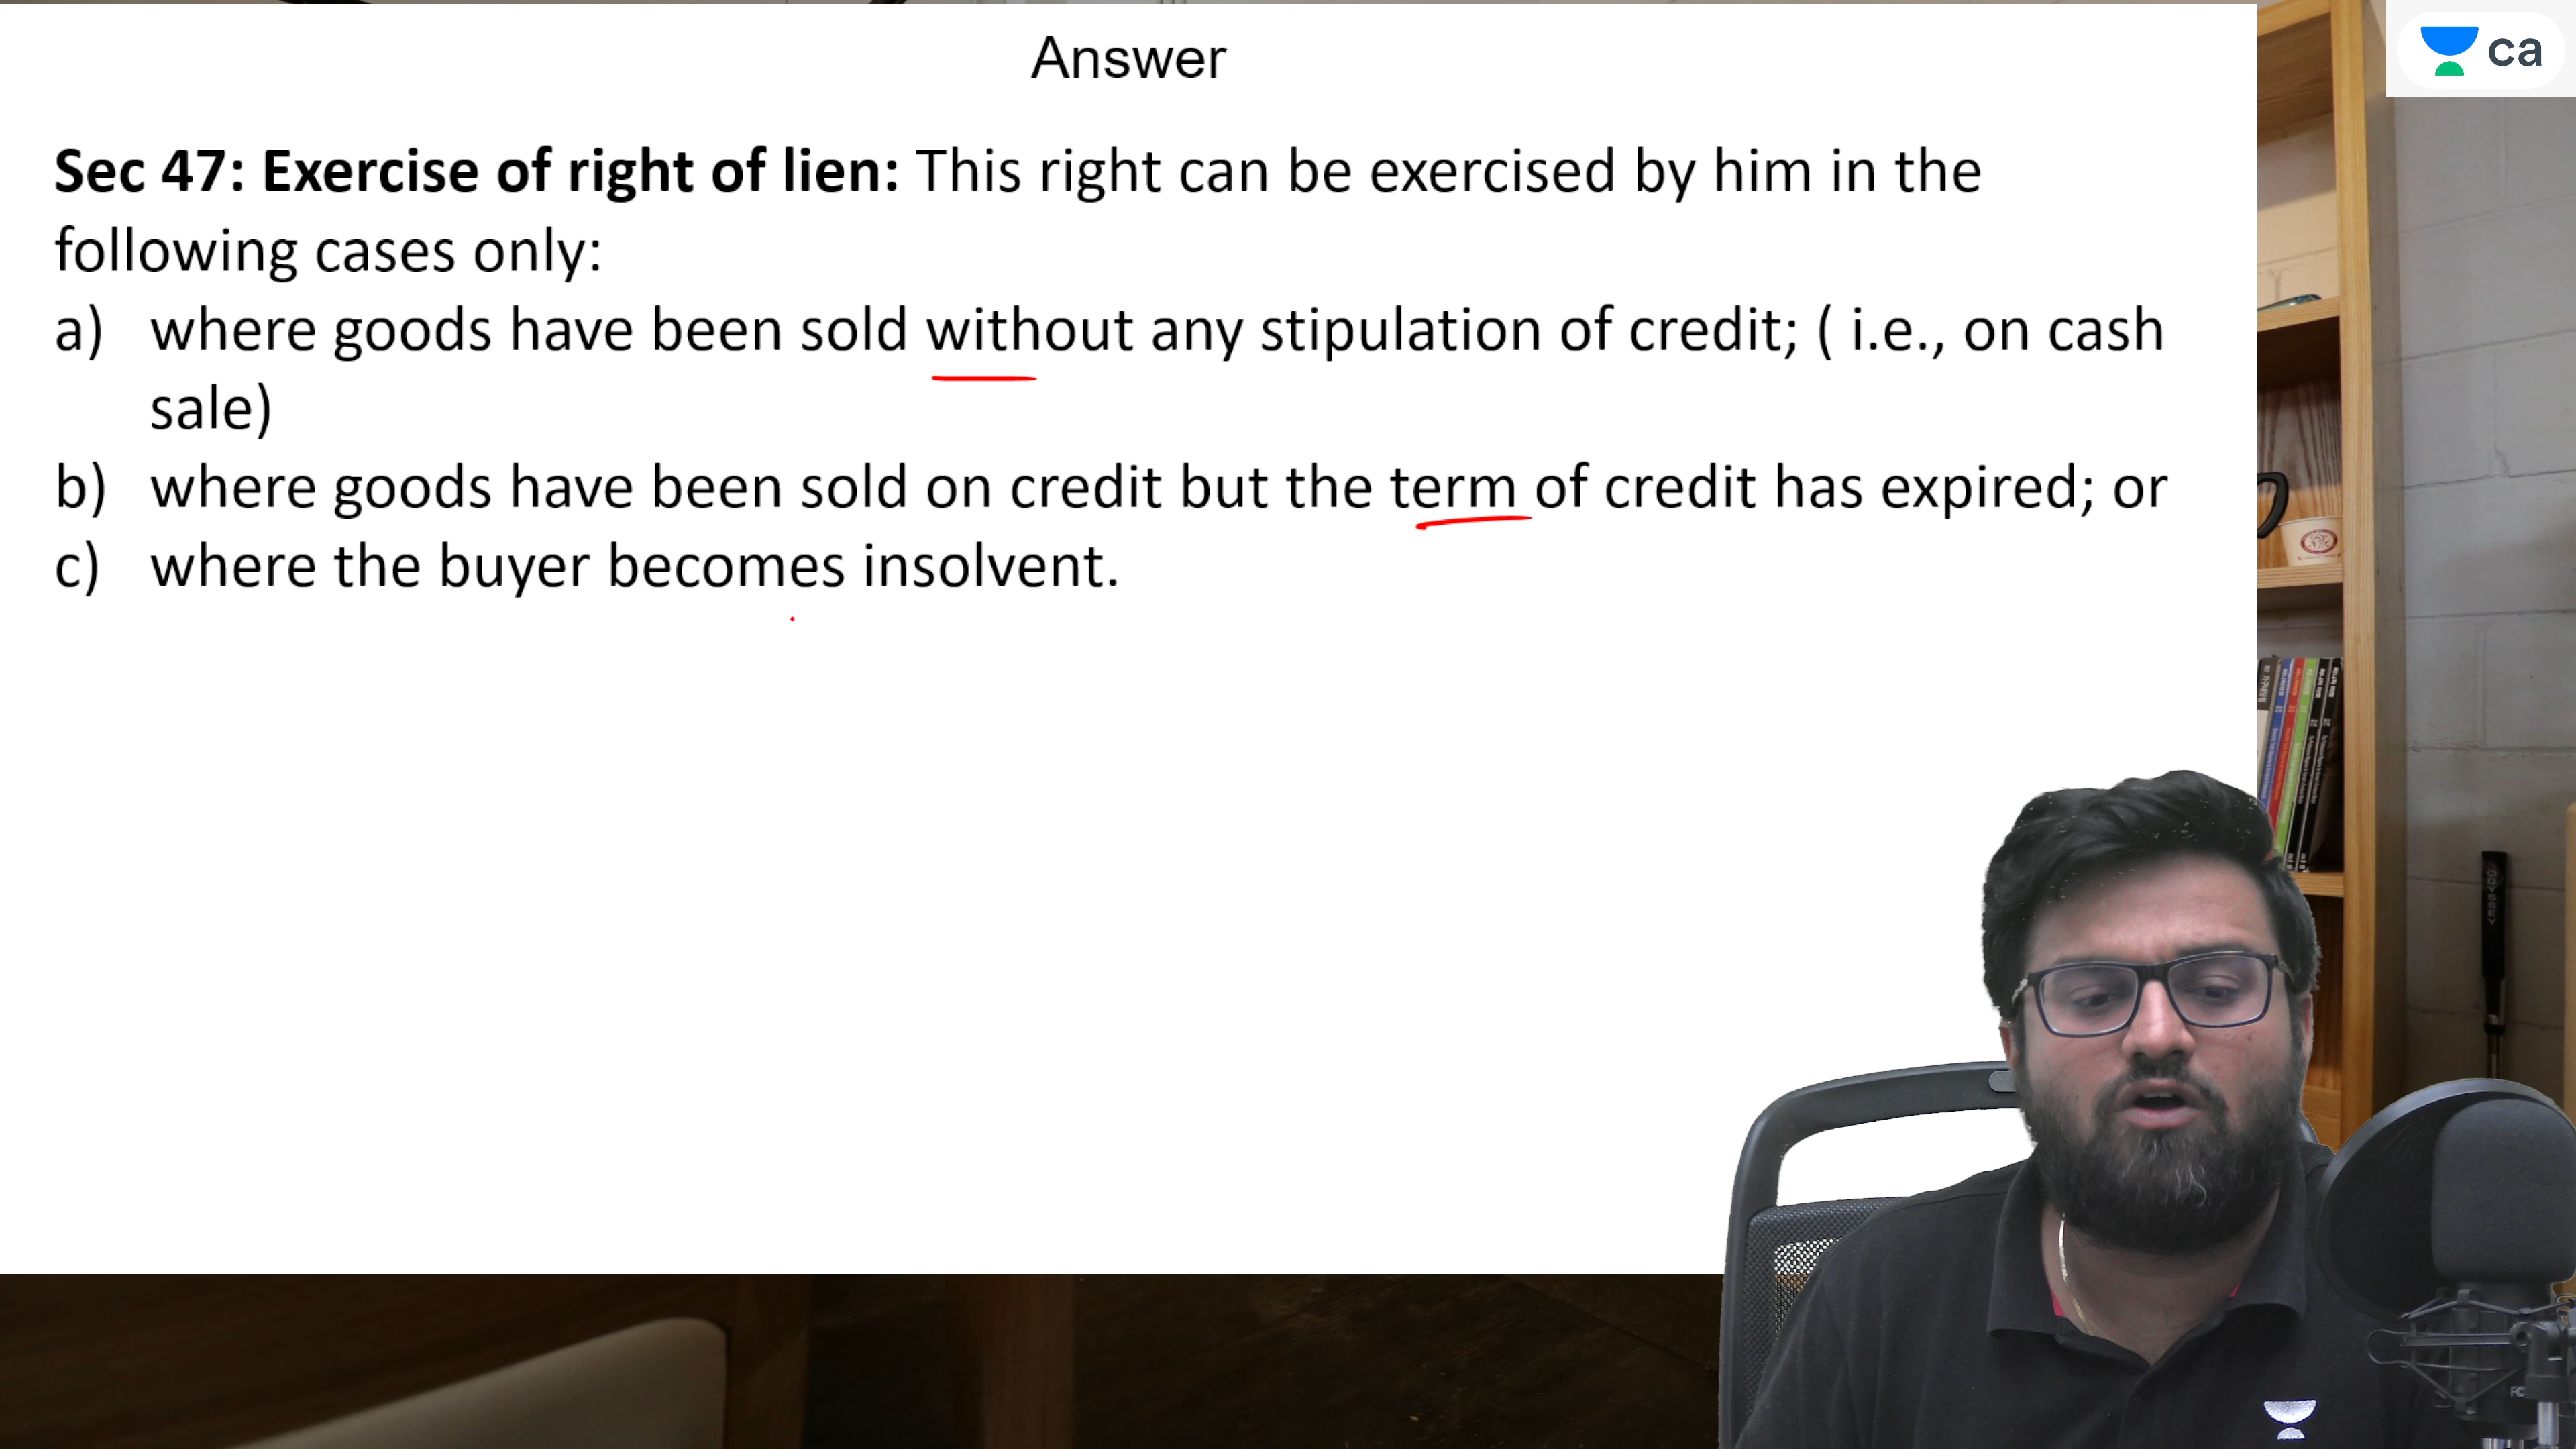 Answer
ca
Sec 47: Exercise of right of lien: This right can be exercised by him in the
following cases only:
a) where goods have been sold without any stipulation of credit; ( i.e., on cash
sale)
b) where goods have been sold on credit but the term of credit has expired; or
c) where the buyer becomes insolvent.
ODYSSEY